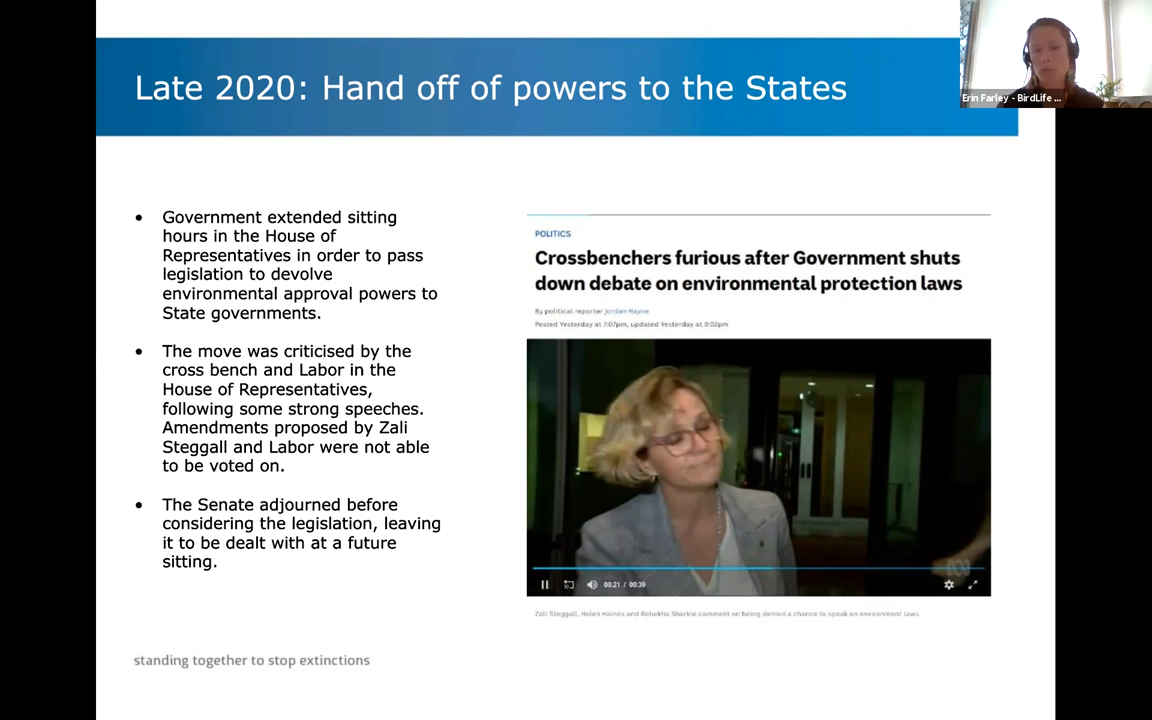 Late 2020: Hand off of powers to the States
Erin Farley - BirdLife ...
• Government extended sitting
hours in the House of
Representatives in order to pass
legislation to devolve
environmental approval powers to
State governments.
• The move was criticised by the
cross bench and Labor in the
House of Representatives,
following some strong speeches.
Amendments proposed by Zali
Steggall and Labor were not able
to be voted on.
• The Senate adjourned before
considering the legislation, leaving
it to be dealt with at a future
sitting.
POLITICS
Crossbenchers furious after Government shuts
down debate on environmental protection laws
By political reporter Jordan Hayne
Posted Yesterday at 7:07pm, updated Yesterday at 9:02pm
00:21 / 00:39
Zali Steggall, Helen Haines and Rebekha Sharkie comment on being denied a chance to speak on environment laws.
standing together to stop extinctions